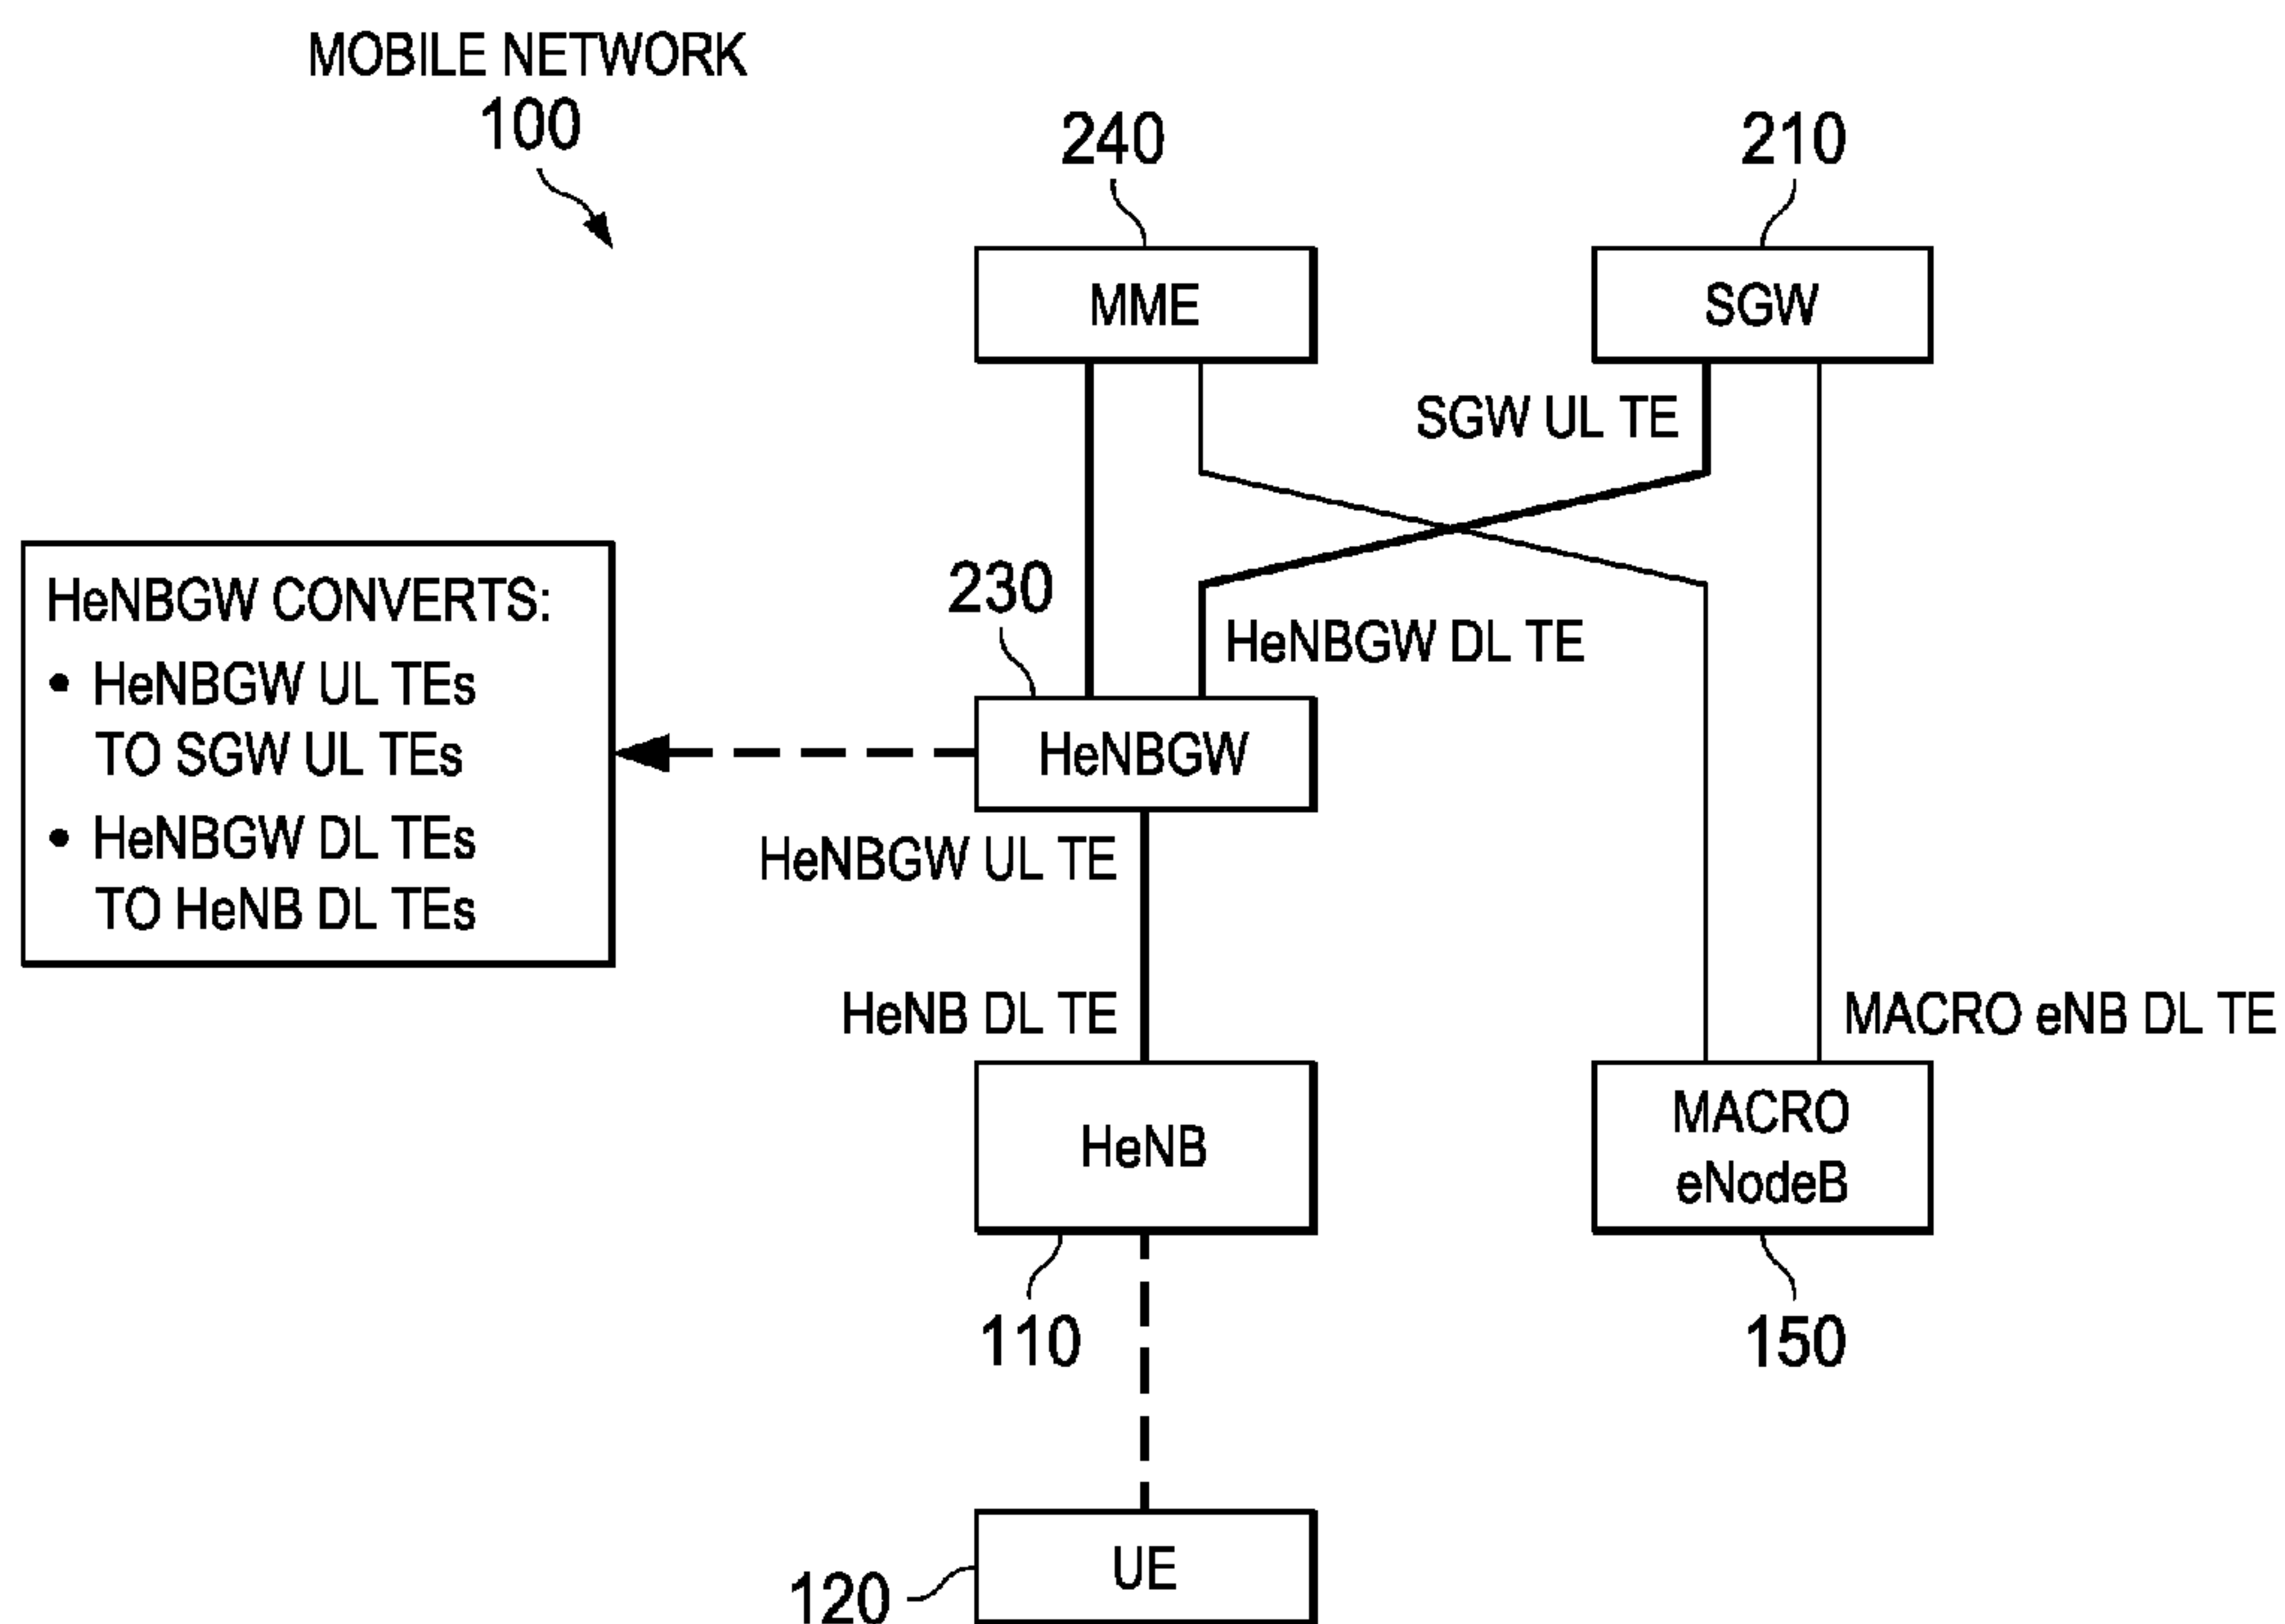 MOBILE NETWORK
100
240
210
MME
SGW
SGW UL TE
HeNBGW CONVERTS:
• HeNBGW UL TEs
TO SGW UL TEs
• HeNBGW DL TEs
TO HeNB DL TEs
230
HeNBGW DL TE
HeNBGW
HeNBGW UL TE
HeNB DL TE
MACRO eNB DL TE
HeNB
MACRO
eNodeB
110
150
UE
120